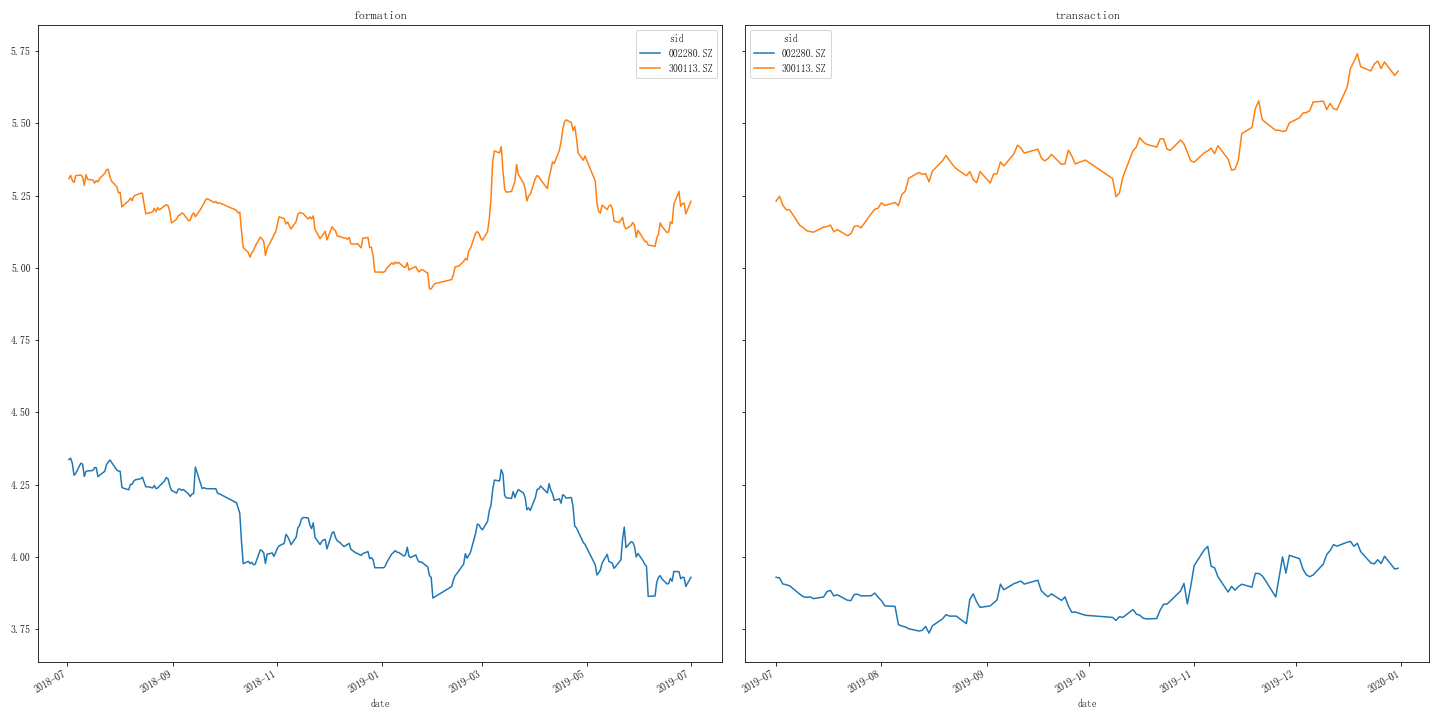 formation
sid
002280.SZ
300113.SZ
5.75
5.50
5.25
5.00
4.75
4.50
4.25
4.00
3.75
2018-07
2018-09
2018-11
2019-01
2019-03
2019-05
2019-07
date
transaction
sid
002280.SZ
300113.SZ
2019-07
2019-08
2019-09
2019-10
2019-11
2019-12
2020-01
date